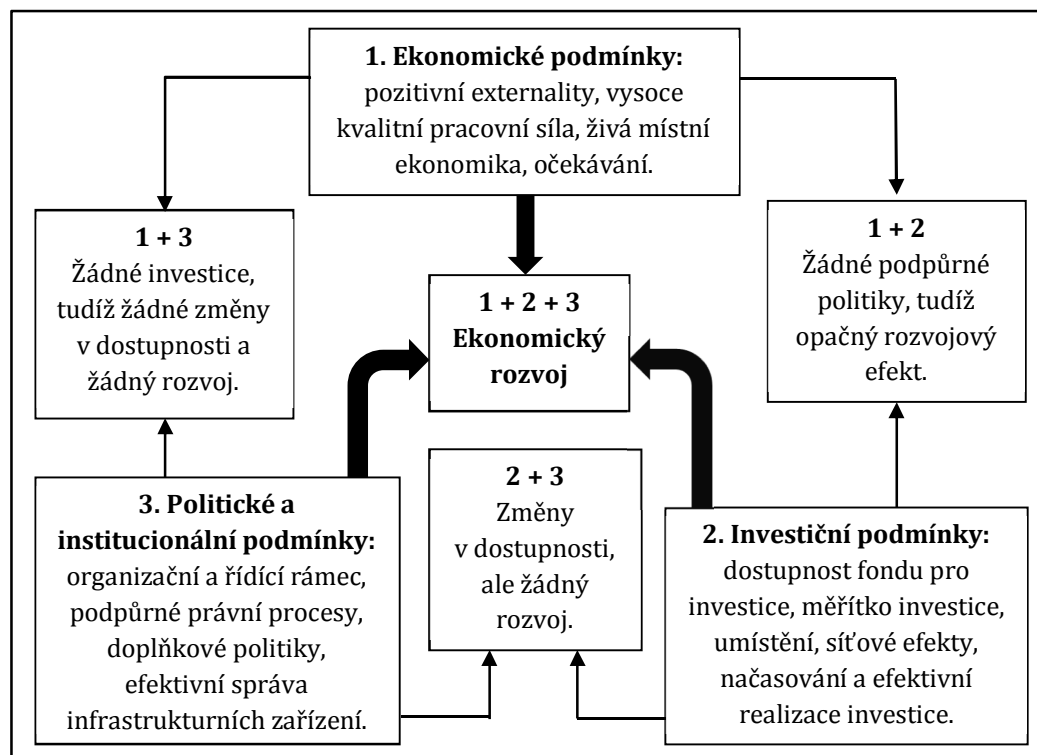 1. Ekonomické podmínky:
pozitivní externality, vysoce
kvalitní pracovní síla, živá místní
ekonomika, očekávání.
1 + 3
Žádné investice,
tudíž žádné změny
v dostupnosti a
žádný rozvoj.
1 + 2 + 3
Ekonomický
rozvoj
1 + 2
Žádné podpůrné
politiky, tudíž
opačný rozvojový
efekt.
3. Politické a
institucionální podmínky:
organizační a řídící rámec,
podpůrné právní procesy,
doplňkové politiky,
efektivní správa
infrastrukturních zařízení.
2 + 3
Změny
v dostupnosti,
ale žádný
rozvoj.
2. Investiční podmínky:
dostupnost fondu pro
investice, měřítko investice,
umístění, síťové efekty,
načasování a efektivní
realizace investice.